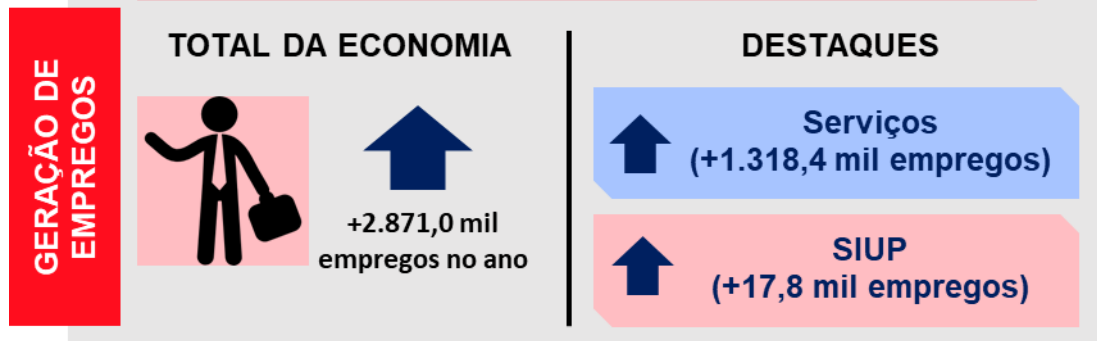 GERAÇÃO DE
EMPREGOS
TOTAL DA ECONOMIA
+2.871,0 mil
empregos no ano
DESTAQUES
Serviços
(+1.318,4 mil empregos)
SIUP
(+17,8 mil empregos)